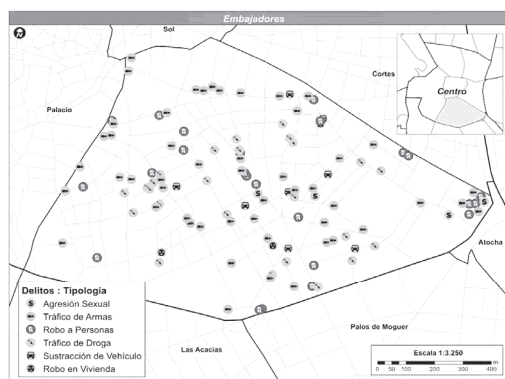 Embajadores
Sol
Cortes
Centro
Palacio
Atocha
Delitos : Tipología
S Agresión Sexual
Tráfico de Armas
Robo a Personas
Tráfico de Droga
Sustracción de Vehículo
Robo en Vivienda
Las Acacias
Palos de Moguer
Escala 1:3.250
0 50 100 200 300 400 m